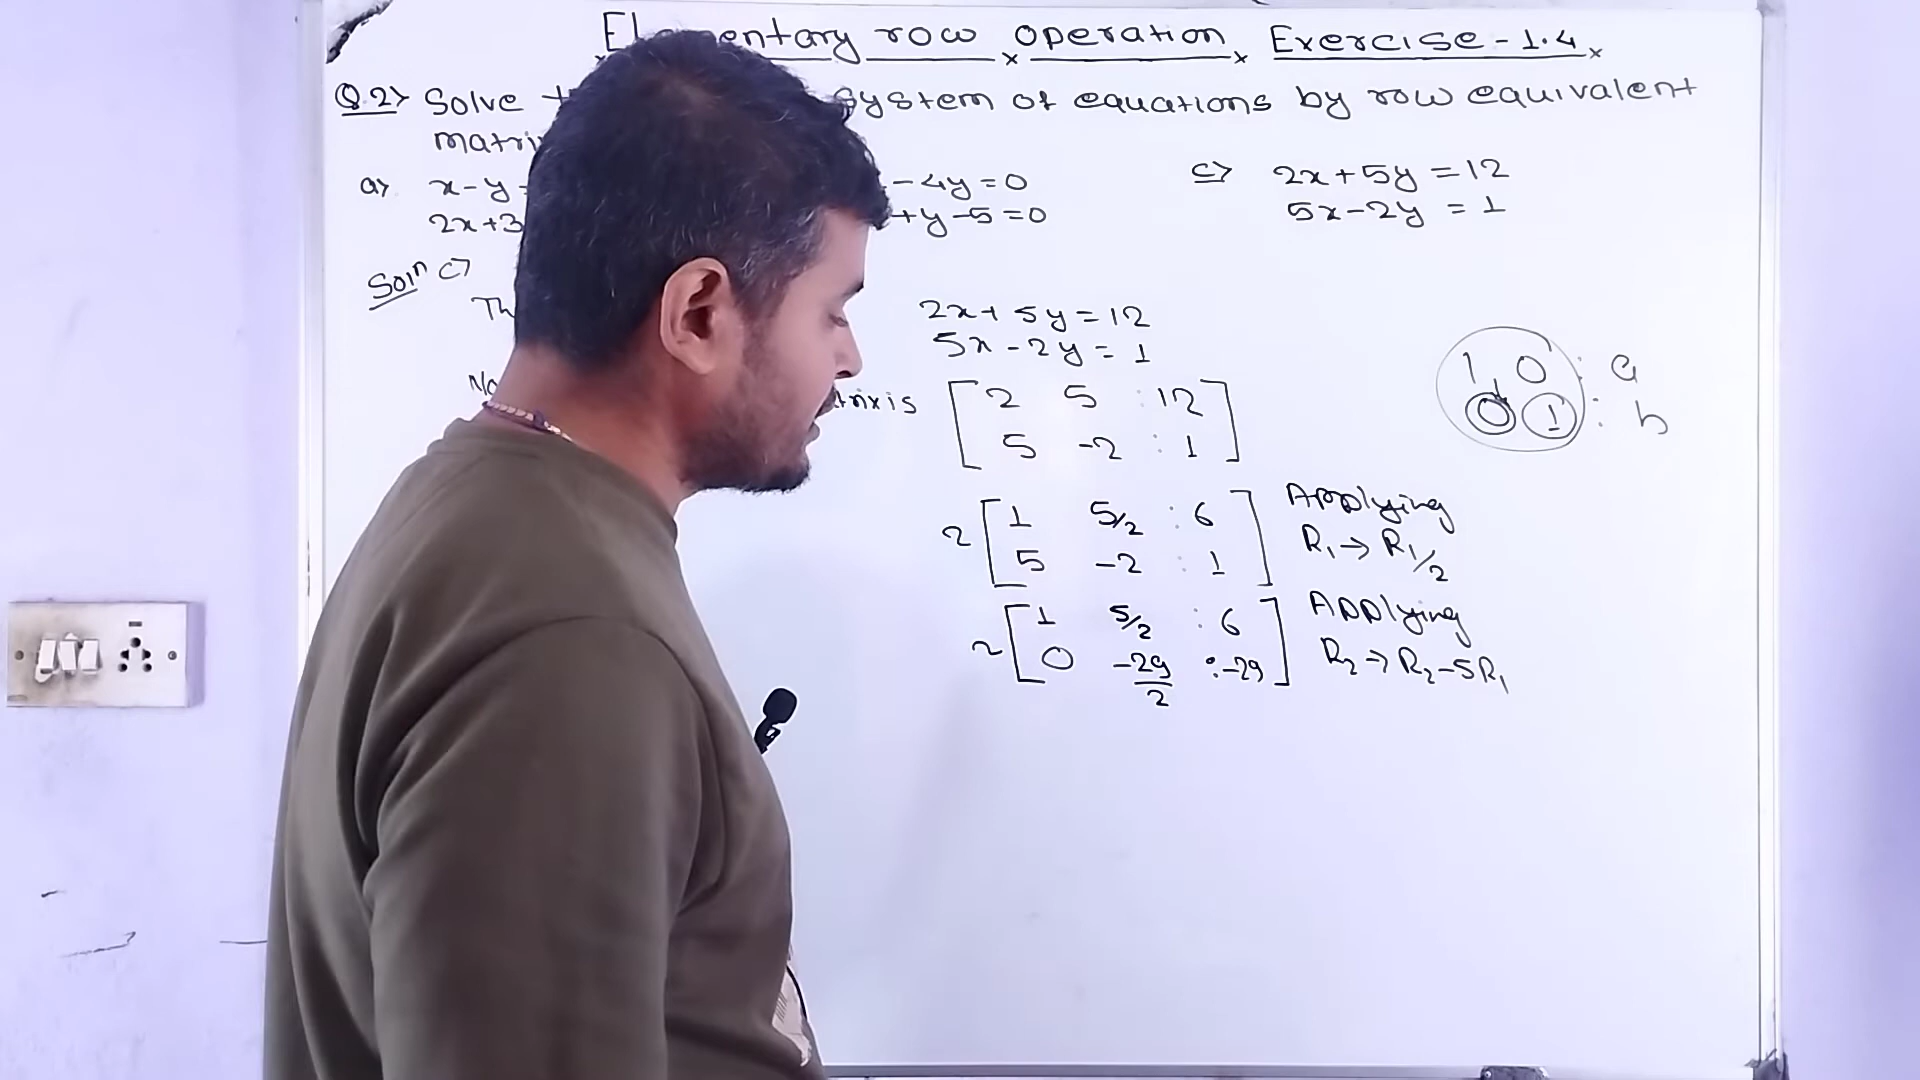 Elementary row operation Exercise-1.4
Q.2> Solve system of equations by row equivalent
a> x-y -4y=0 c> 2x+5y=12
2x+3 +y-5=0 5x-2y=1
Solⁿ c>
2x+5y=12
5x-2y=1
[2 5 : 12
5 -2 : 1]
1 0 : a
0 1 : b
~ [1 5/2 : 6
5 -2 : 1] Applying R₁→R₁/2
~ [1 5/2 : 6
0 -29/2 : -29] Applying R₂→R₂-5R₁